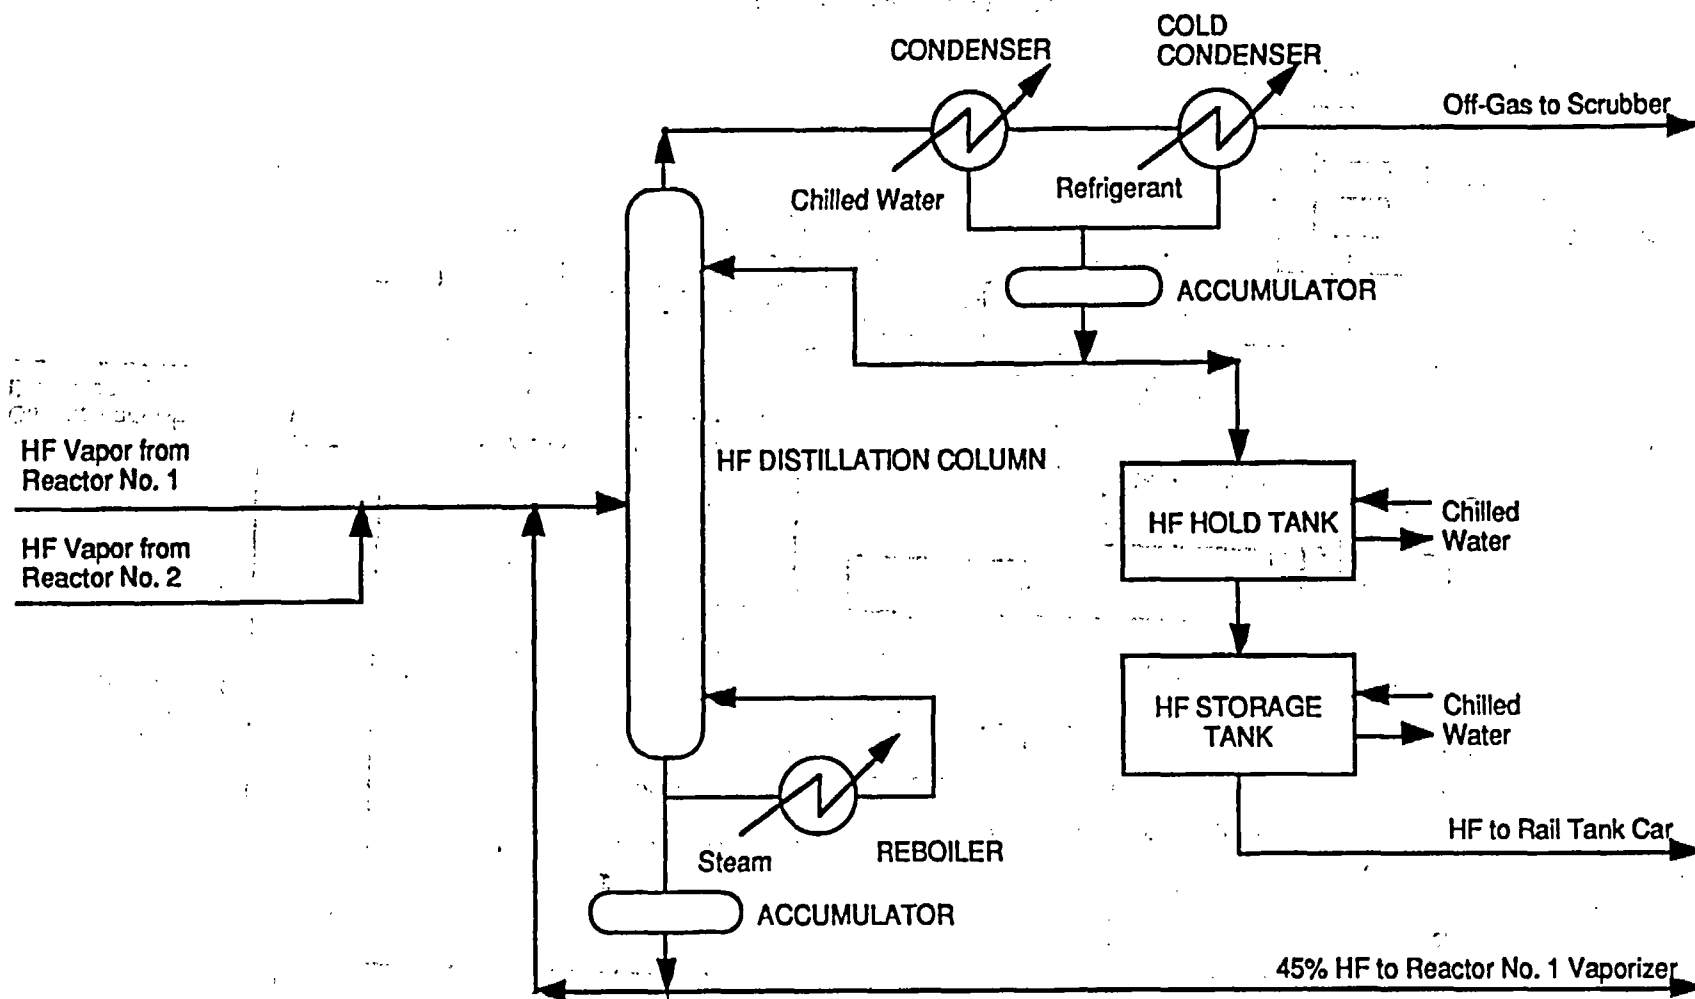 COLD
CONDENSER
CONDENSER
Off-Gas to Scrubber
Chilled Water
Refrigerant
ACCUMULATOR
HF Vapor from
Reactor No. 1
HF DISTILLATION COLUMN
HF HOLD TANK
Chilled
Water
HF Vapor from
Reactor No. 2
HF STORAGE
TANK
Chilled
Water
HF to Rail Tank Car
Steam
REBOILER
ACCUMULATOR
45% HF to Reactor No. 1 Vaporizer